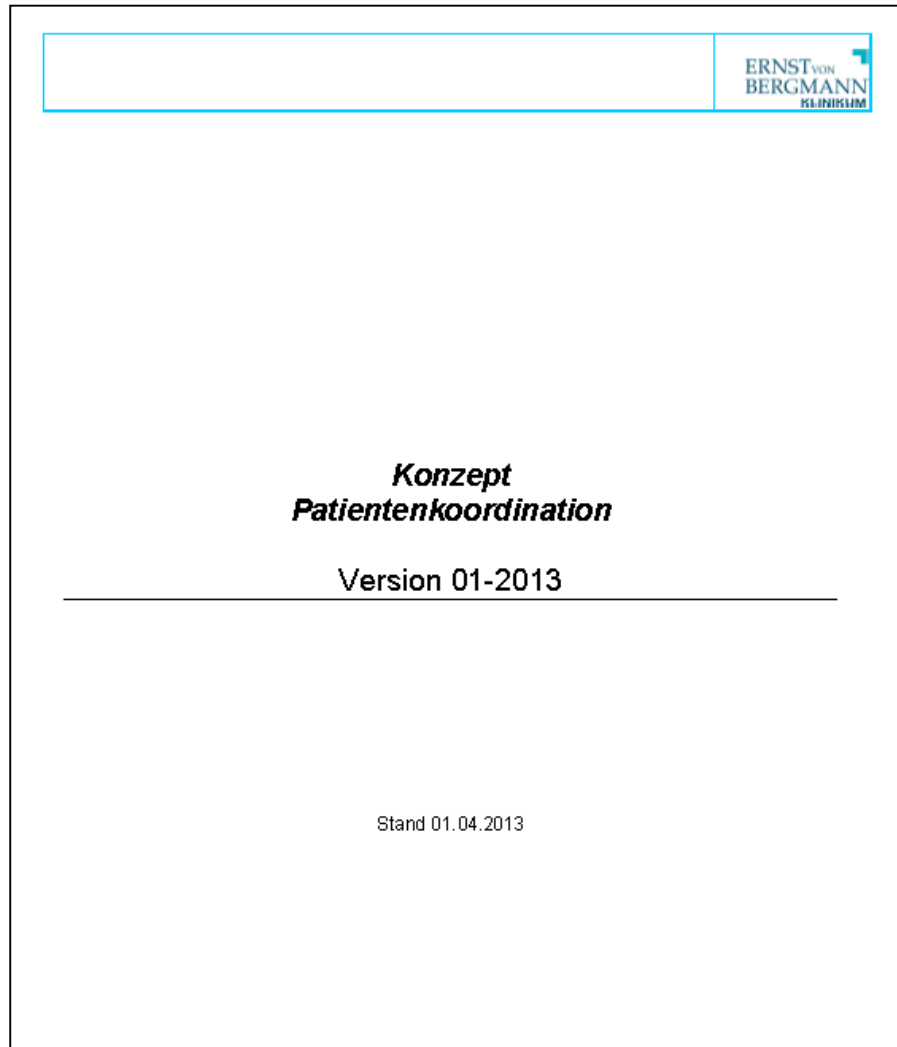 ERNST VON
BERGMANN
KLINIKUM
Konzept
Patientenkoordination
Version 01-2013
Stand 01.04.2013